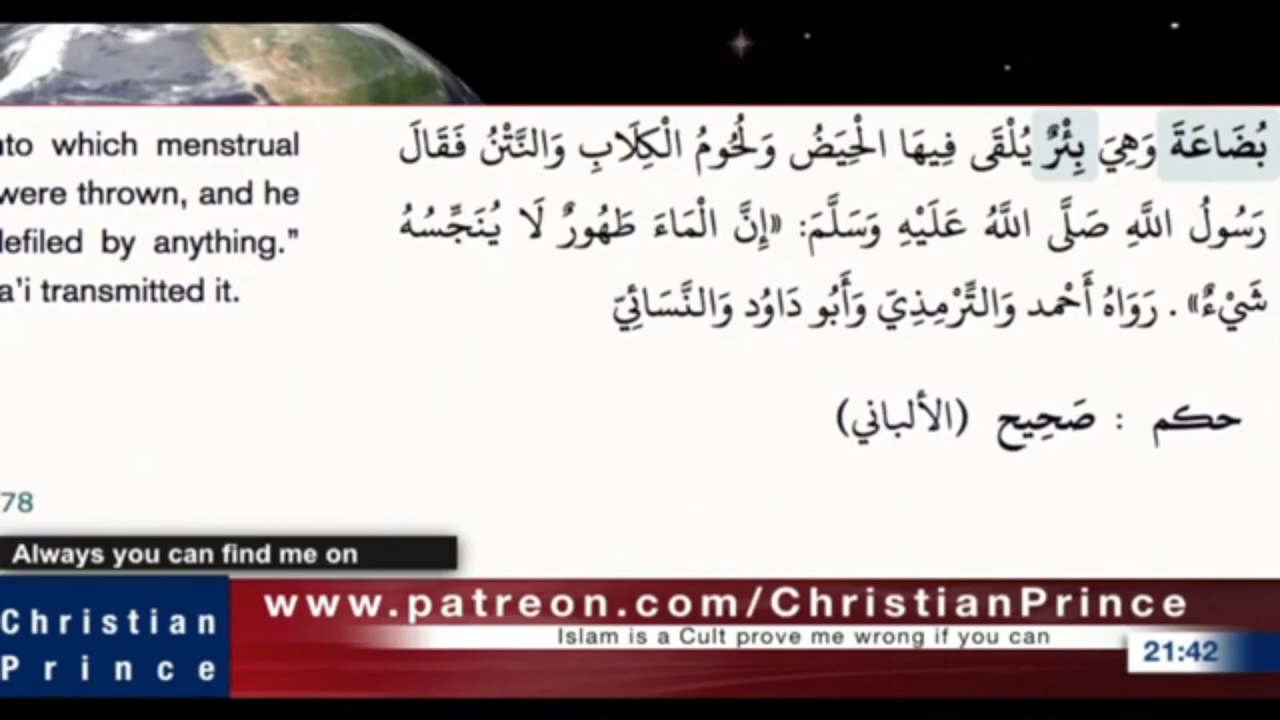 nto which menstrual
were thrown, and he
lefiled by anything."
a'i transmitted it.
بُضَاعَةَ وَهِيَ بِئْرٌ يُلْقَى فِيهَا الْحِيَضُ وَلُحُومُ الْكِلَابِ وَالنَّتْنُ فَقَالَ
رَسُولُ اللَّهِ صَلَّى اللَّهُ عَلَيْهِ وَسَلَّمَ: «إِنَّ الْمَاءَ طَهُورٌ لَا يُنَجِّسُهُ
شَيْءٌ» . رَوَاهُ أَحْمد وَالتِّرْمِذِيّ وَأَبُو دَاوُد وَالنَّسَائِيّ
حكم : صَحِيح (الألباني)
78
Always you can find me on
Christian
Prince
www.patreon.com/ChristianPrince
Islam is a Cult prove me wrong if you can
21:42